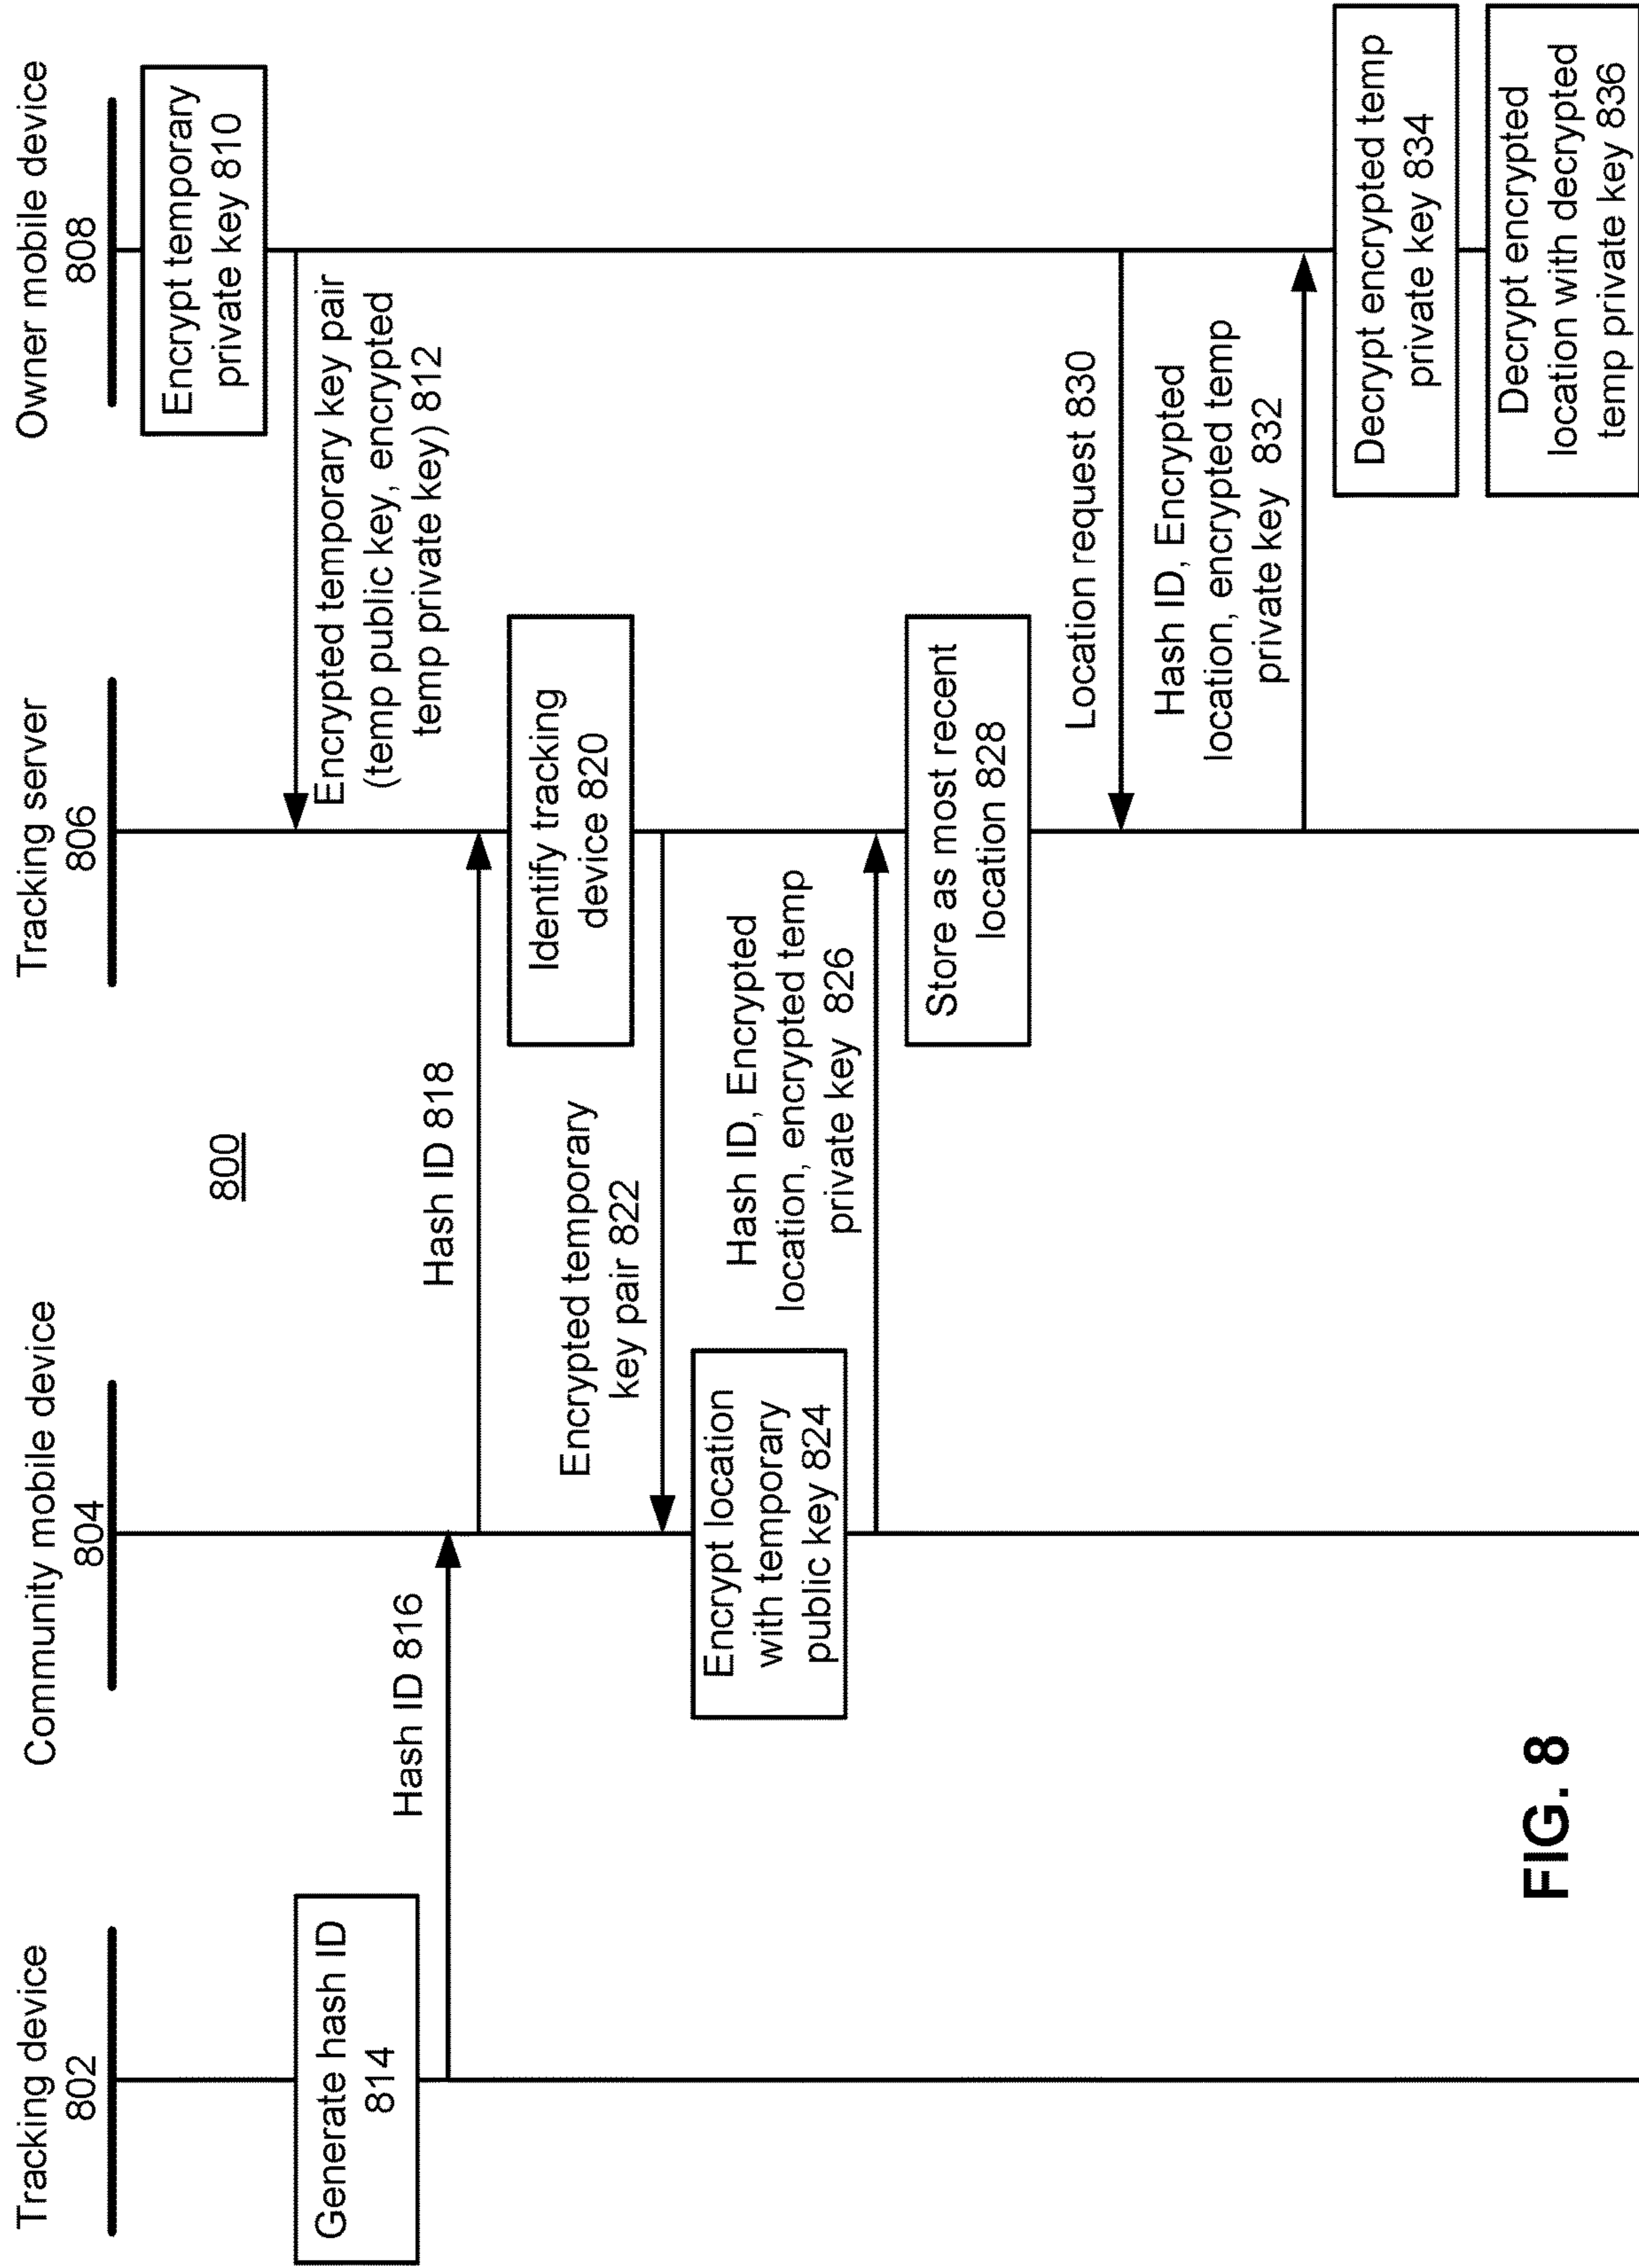 Tracking device
802
Community mobile device
804
Tracking server
806
Owner mobile device
808
Encrypt temporary
private key 810
Encrypted temporary key pair
(temp public key, encrypted
temp private key) 812
800
Generate hash ID
814
Hash ID 816
Hash ID 818
Identify tracking
device 820
Encrypted temporary
key pair 822
Encrypt location
with temporary
public key 824
Hash ID, Encrypted
location, encrypted temp
private key 826
Store as most recent
location 828
Location request 830
Hash ID, Encrypted
location, encrypted temp
private key 832
Decrypt encrypted temp
private key 834
Decrypt encrypted
location with decrypted
temp private key 836
FIG. 8